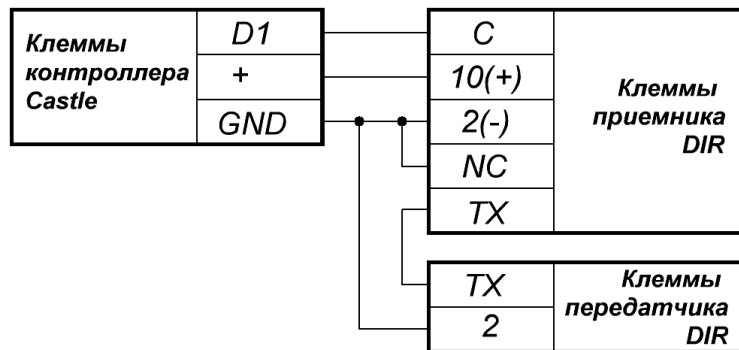 Клеммы
контроллера
Castle
D1
+
GND
C
10(+)
2(-)
NC
TX
Клеммы
приемника
DIR
TX
2
Клеммы
передатчика
DIR